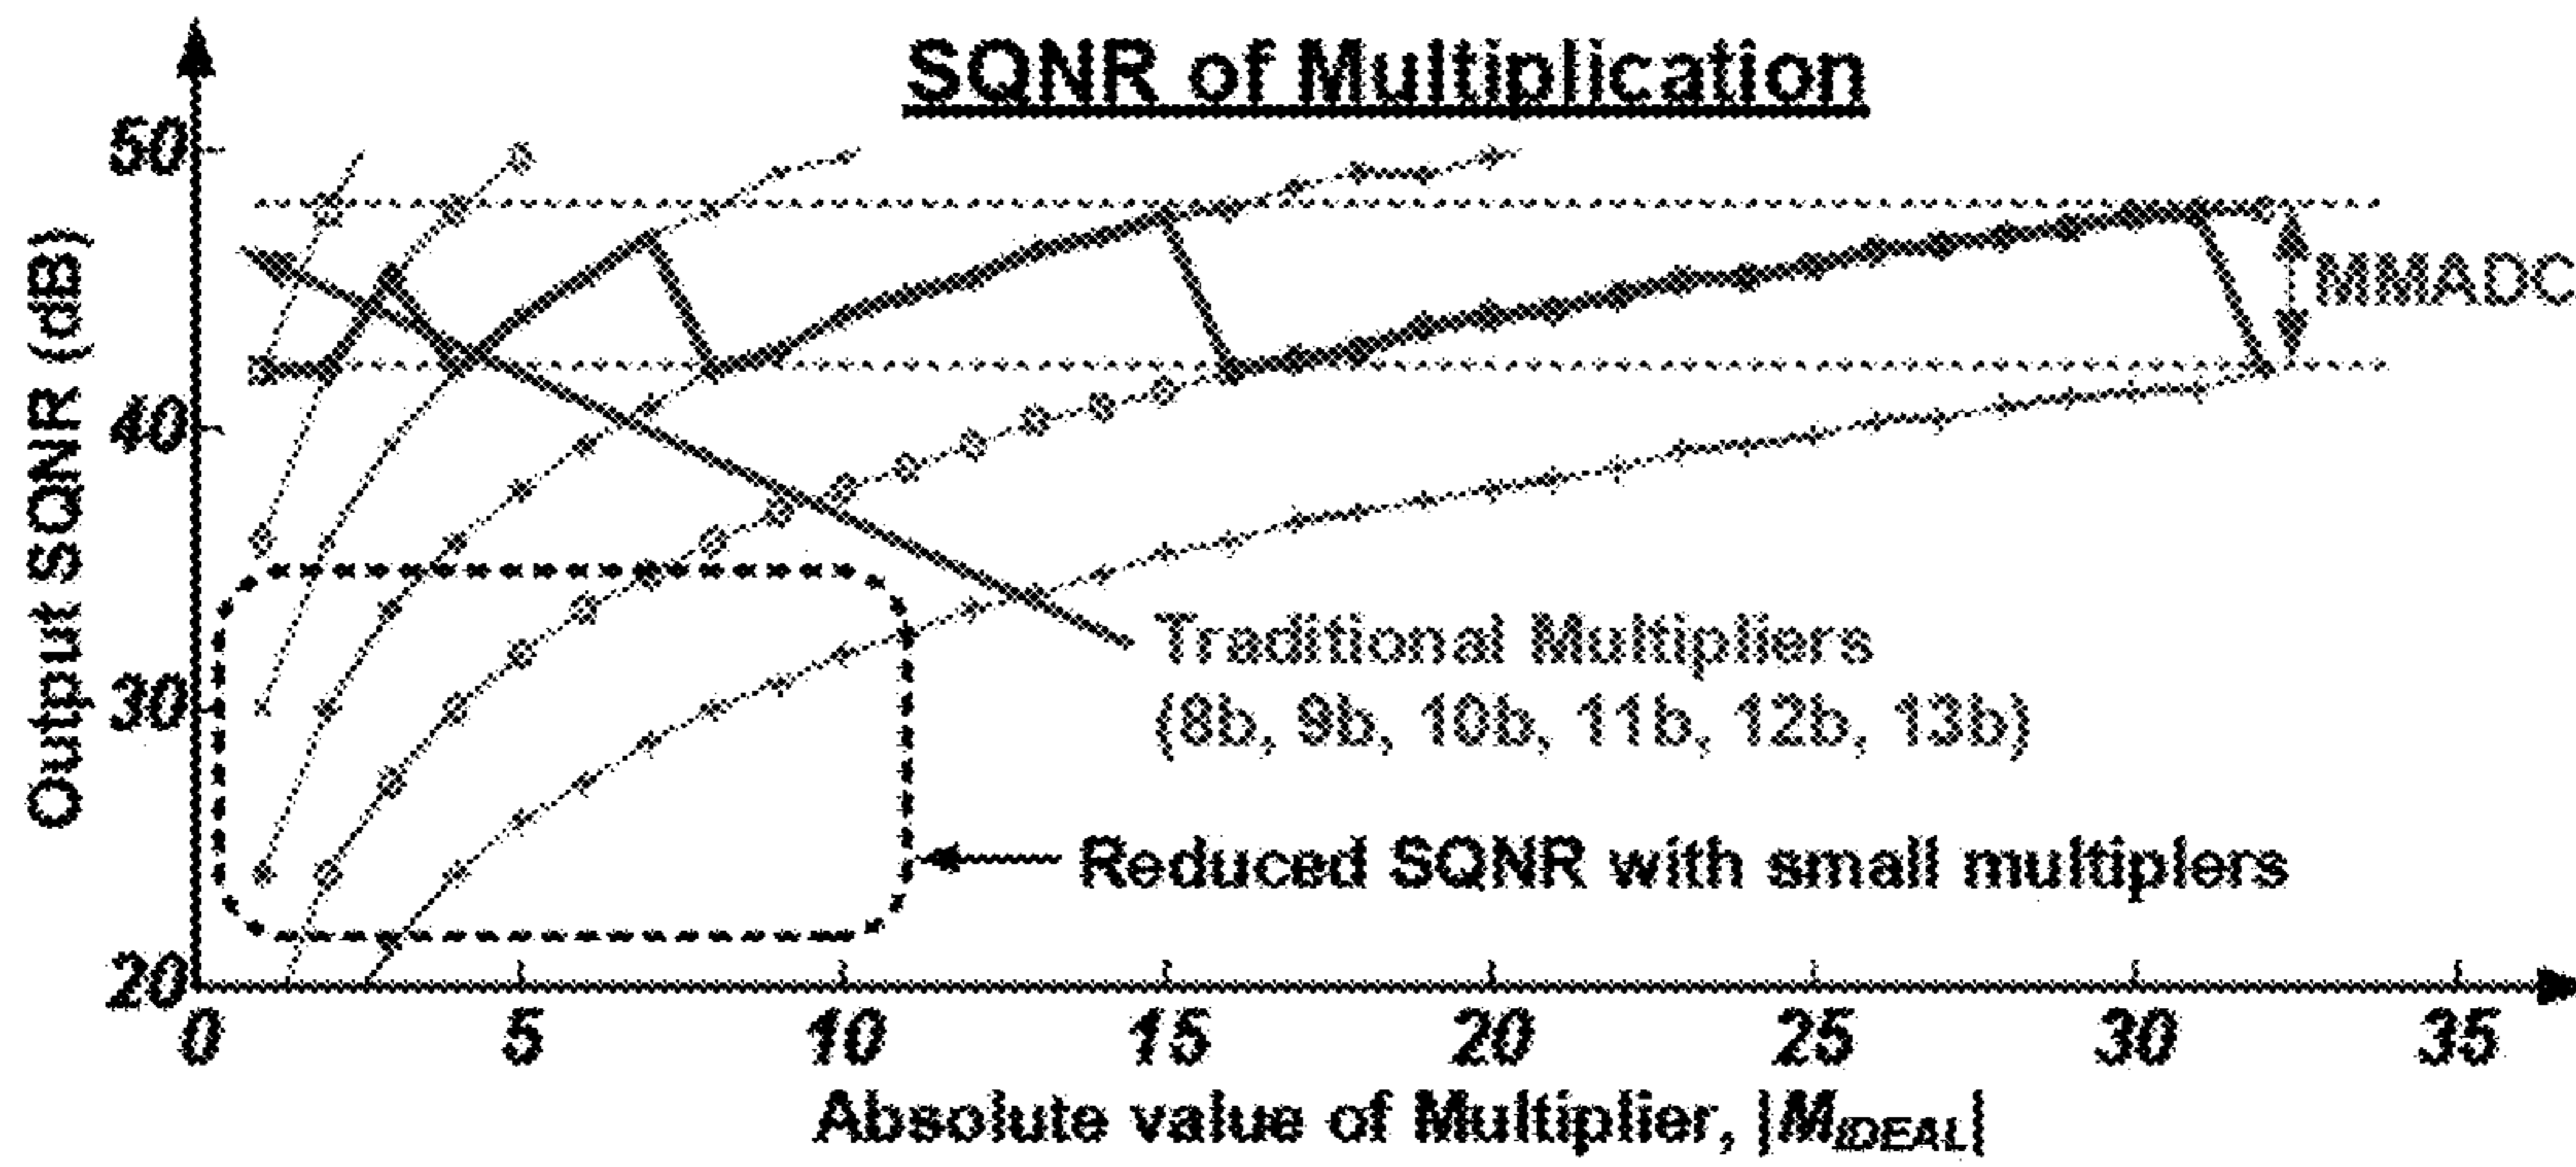 SQNR of Multiplication
50
40
30
20
Output SQNR (dB)
MMADC
Traditional Multipliers
(8b, 9b, 10b, 11b, 12b, 13b)
Reduced SQNR with small multiplers
0 5 10 15 20 25 30 35
Absolute value of Multiplier, |MIDEAL|